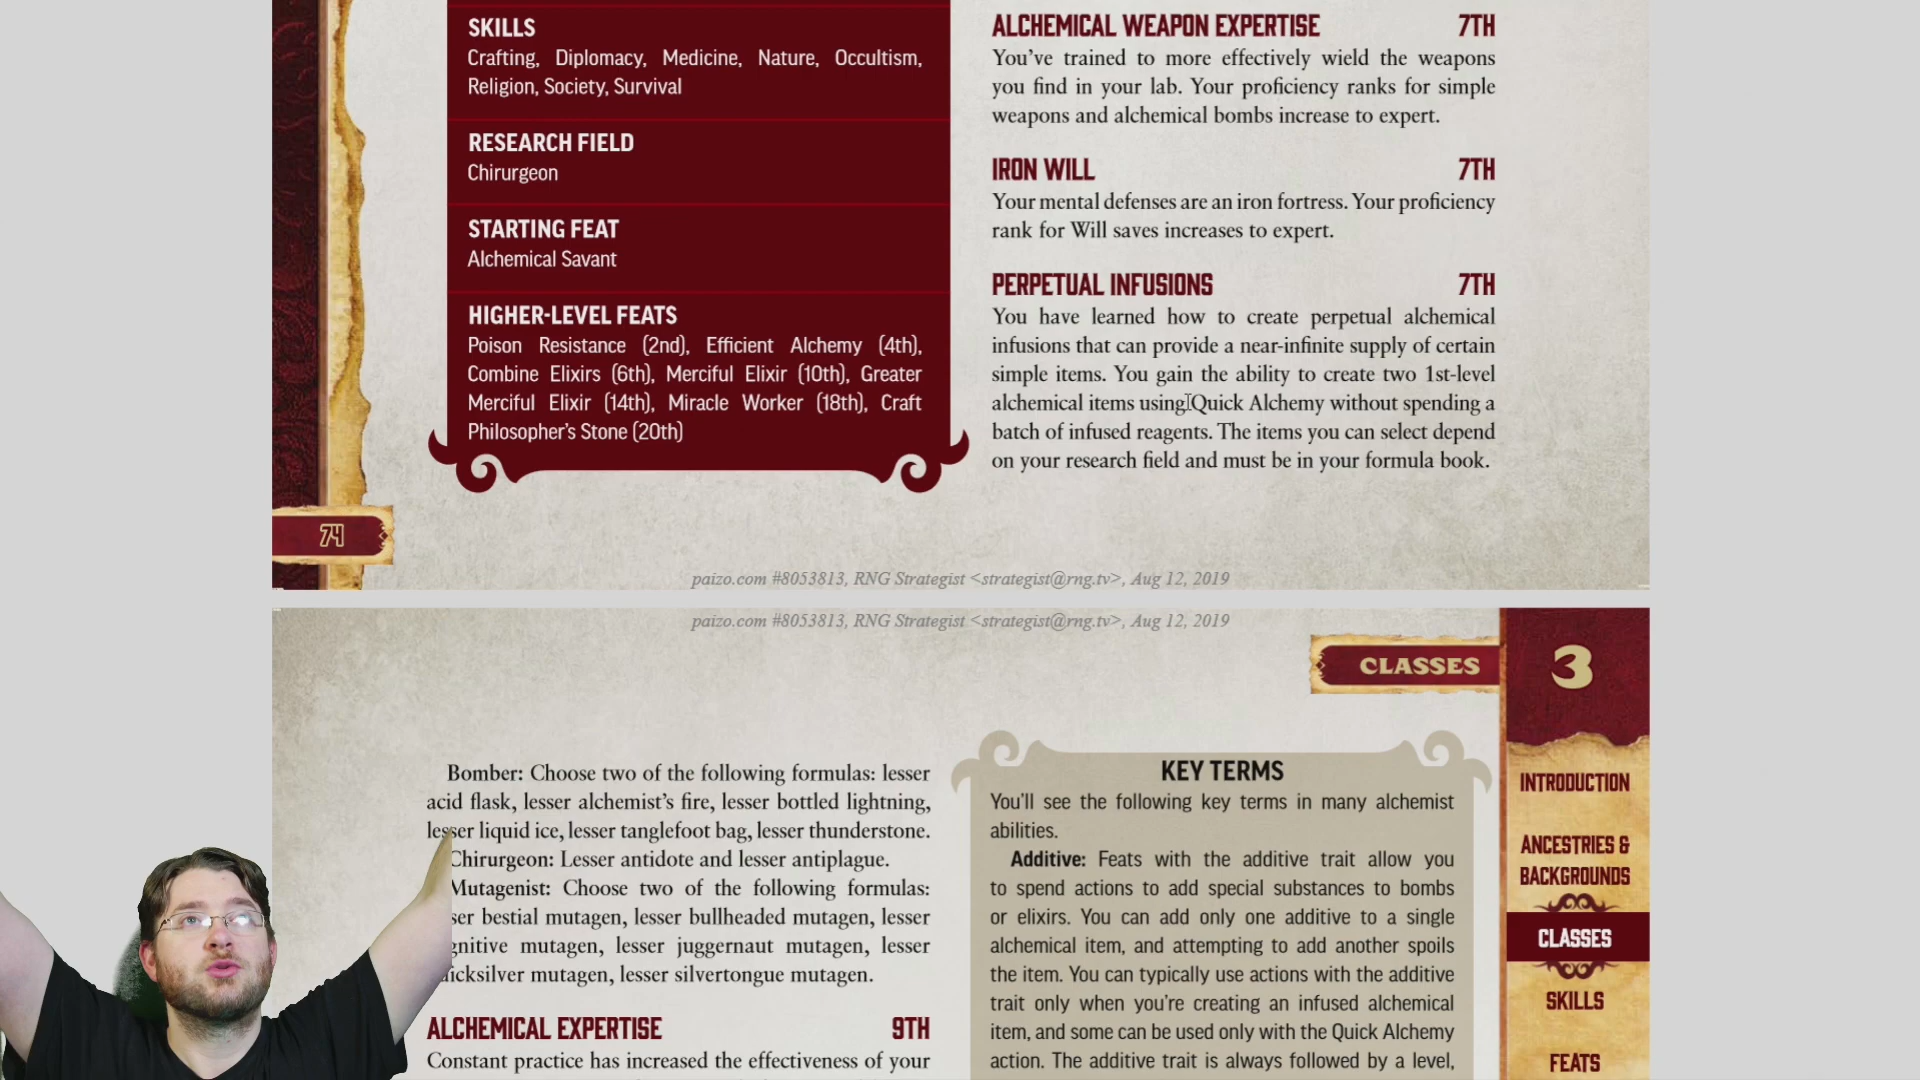 SKILLS
Crafting, Diplomacy, Medicine, Nature, Occultism,
Religion, Society, Survival
RESEARCH FIELD
Chirurgeon
STARTING FEAT
Alchemical Savant
HIGHER-LEVEL FEATS
Poison Resistance (2nd), Efficient Alchemy (4th),
Combine Elixirs (6th), Merciful Elixir (10th), Greater
Merciful Elixir (14th), Miracle Worker (18th), Craft
Philosopher's Stone (20th)
74
ALCHEMICAL WEAPON EXPERTISE 7TH
You've trained to more effectively wield the weapons
you find in your lab. Your proficiency ranks for simple
weapons and alchemical bombs increase to expert.
IRON WILL 7TH
Your mental defenses are an iron fortress. Your proficiency
rank for Will saves increases to expert.
PERPETUAL INFUSIONS 7TH
You have learned how to create perpetual alchemical
infusions that can provide a near-infinite supply of certain
simple items. You gain the ability to create two 1st-level
alchemical items using Quick Alchemy without spending a
batch of infused reagents. The items you can select depend
on your research field and must be in your formula book.
paizo.com #8053813, RNG Strategist <strategist@rng.tv>, Aug 12, 2019
paizo.com #8053813, RNG Strategist <strategist@rng.tv>, Aug 12, 2019
Bomber: Choose two of the following formulas: lesser
acid flask, lesser alchemist's fire, lesser bottled lightning,
lesser liquid ice, lesser tanglefoot bag, lesser thunderstone.
Chirurgeon: Lesser antidote and lesser antiplague.
Mutagenist: Choose two of the following formulas:
ser bestial mutagen, lesser bullheaded mutagen, lesser
gnitive mutagen, lesser juggernaut mutagen, lesser
icksilver mutagen, lesser silvertongue mutagen.
ALCHEMICAL EXPERTISE 9TH
Constant practice has increased the effectiveness of your
KEY TERMS
You'll see the following key terms in many alchemist
abilities.
Additive: Feats with the additive trait allow you
to spend actions to add special substances to bombs
or elixirs. You can add only one additive to a single
alchemical item, and attempting to add another spoils
the item. You can typically use actions with the additive
trait only when you're creating an infused alchemical
item, and some can be used only with the Quick Alchemy
action. The additive trait is always followed by a level,
CLASSES
3
INTRODUCTION
ANCESTRIES &
BACKGROUNDS
CLASSES
SKILLS
FEATS